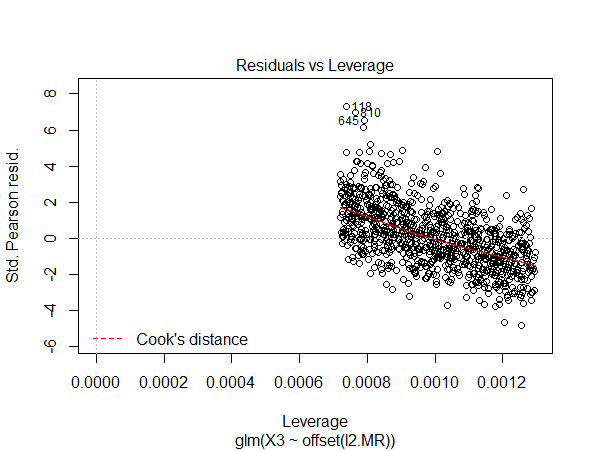 Residuals vs Leverage
Std. Pearson resid.
8
6
4
2
0
-2
-4
-6
118
810
645
Cook's distance
0.0000 0.0002 0.0004 0.0006 0.0008 0.0010 0.0012
Leverage
glm(X3 ~ offset(l2.MR))